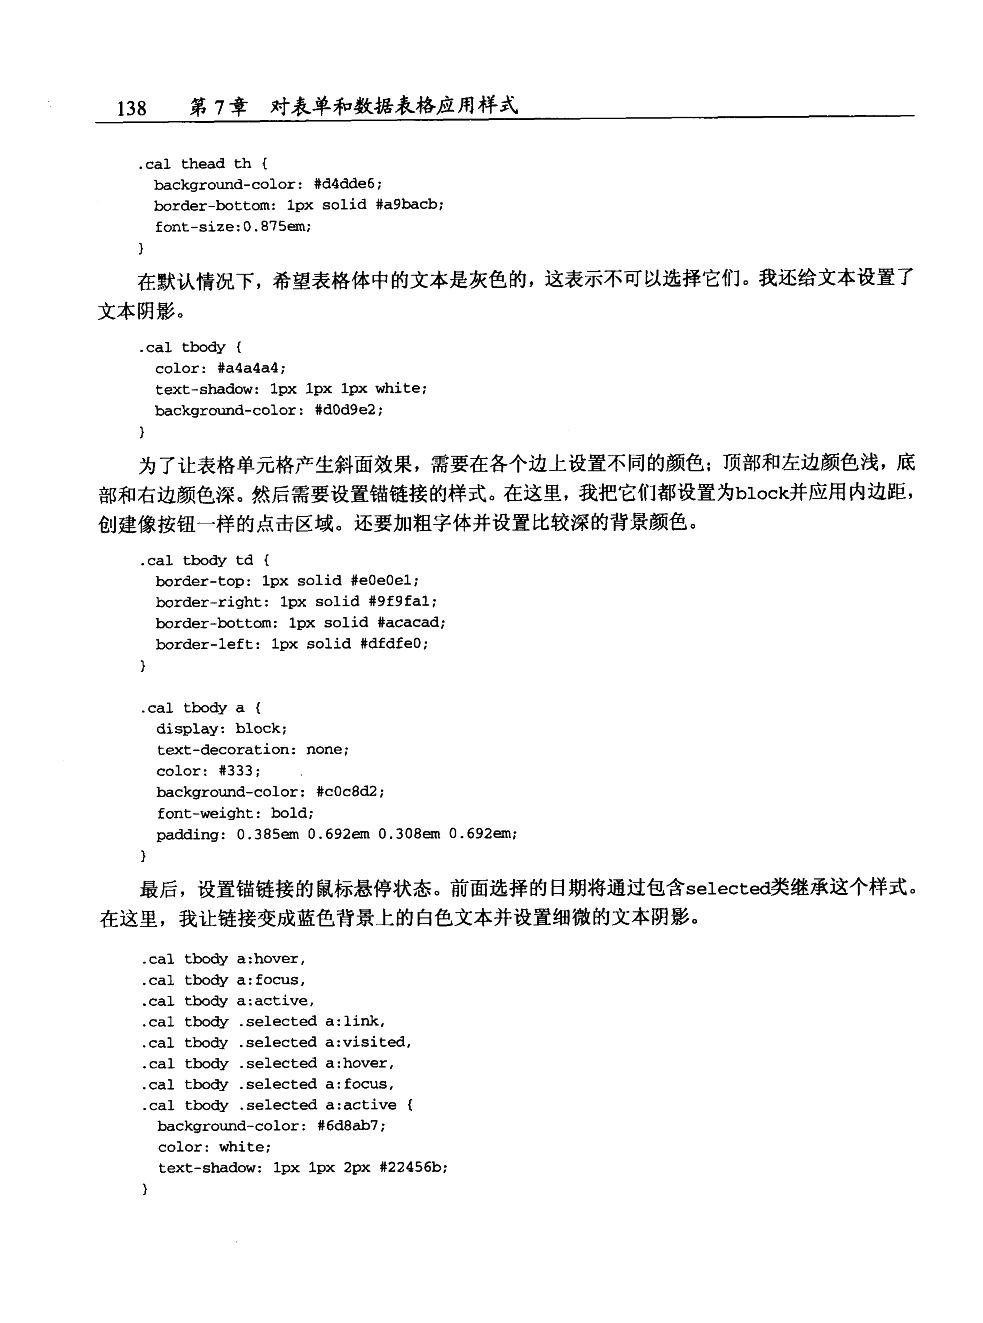 138 第7章 对表单和数据表格应用样式
.cal thead th {
background-color: #d4dde6;
border-bottom: 1px solid #a9bacb;
font-size:0.875em;
}
在默认情况下，希望表格体中的文本是灰色的，这表示不可以选择它们。我还给文本设置了
文本阴影。
.cal tbody {
color: #a4a4a4;
text-shadow: 1px 1px 1px white;
background-color: #d0d9e2;
}
为了让表格单元格产生斜面效果，需要在各个边上设置不同的颜色；顶部和左边颜色浅，底
部和右边颜色深。然后需要设置锚链接的样式。在这里，我把它们都设置为block并应用内边距，
创建像按钮一样的点击区域。还要加粗字体并设置比较深的背景颜色。
.cal tbody td {
border-top: 1px solid #e0e0e1;
border-right: 1px solid #9f9fa1;
border-bottom: 1px solid #acacad;
border-left: 1px solid #dfdfe0;
}
.cal tbody a {
display: block;
text-decoration: none;
color: #333;
background-color: #c0c8d2;
font-weight: bold;
padding: 0.385em 0.692em 0.308em 0.692em;
}
最后，设置锚链接的鼠标悬停状态。前面选择的日期将通过包含selected类继承这个样式。
在这里，我让链接变成蓝色背景上的白色文本并设置细微的文本阴影。
.cal tbody a:hover,
.cal tbody a:focus,
.cal tbody a:active,
.cal tbody .selected a:link,
.cal tbody .selected a:visited,
.cal tbody .selected a:hover,
.cal tbody .selected a:focus,
.cal tbody .selected a:active {
background-color: #6d8ab7;
color: white;
text-shadow: 1px 1px 2px #22456b;
}